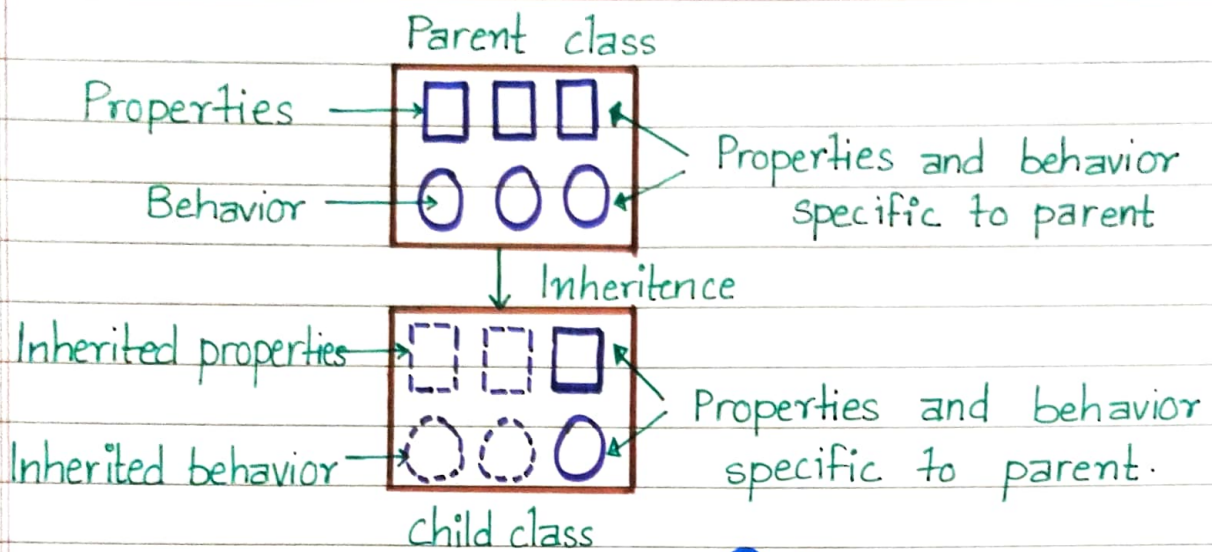 Parent class
Properties
Properties and behavior
Behavior
specific to parent
Inheritence
Inherited properties
Properties and behavior
Inherited behavior
specific to parent.
child class